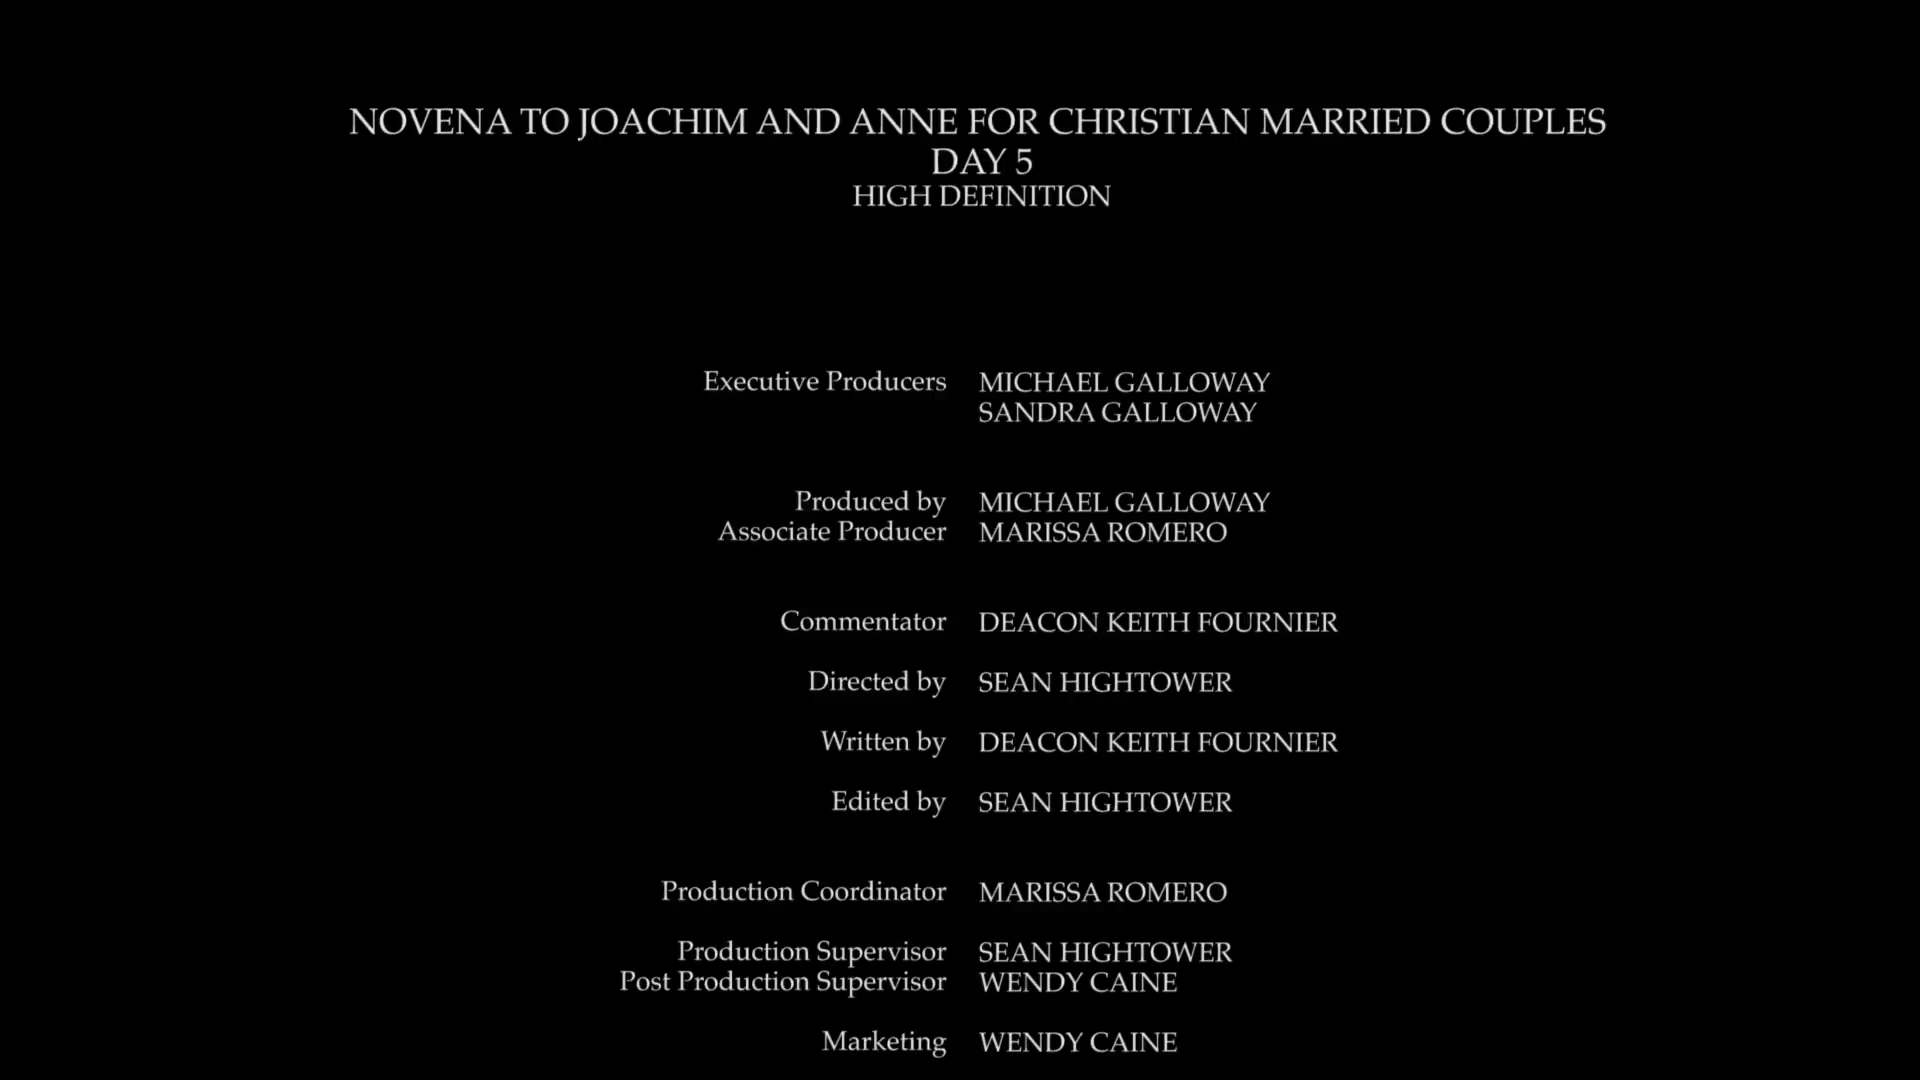 NOVENA TO JOACHIM AND ANNE FOR CHRISTIAN MARRIED COUPLES
DAY 5
HIGH DEFINITION
Executive Producers MICHAEL GALLOWAY
SANDRA GALLOWAY
Produced by MICHAEL GALLOWAY
Associate Producer MARISSA ROMERO
Commentator DEACON KEITH FOURNIER
Directed by SEAN HIGHTOWER
Written by DEACON KEITH FOURNIER
Edited by SEAN HIGHTOWER
Production Coordinator MARISSA ROMERO
Production Supervisor SEAN HIGHTOWER
Post Production Supervisor WENDY CAINE
Marketing WENDY CAINE